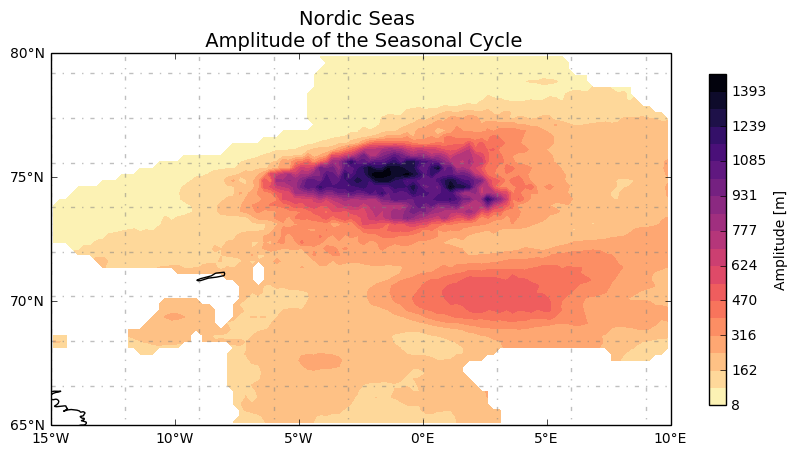 Nordic Seas
Amplitude of the Seasonal Cycle
80°N
75°N
70°N
65°N
15°W
10°W
5°W
0°E
5°E
10°E
1393
1239
1085
931
777
624
470
316
162
8
Amplitude [m]